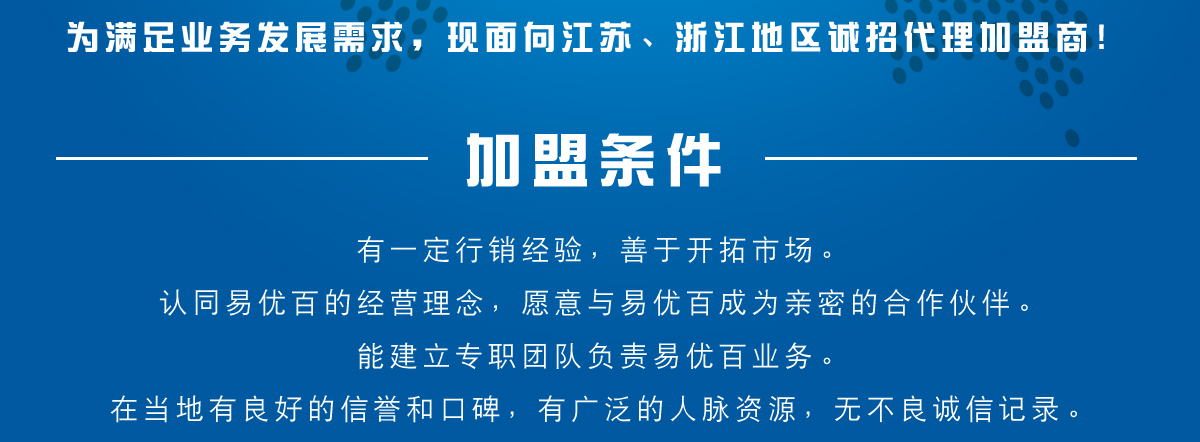 为满足业务发展需求，现面向江苏、浙江地区诚招代理加盟商！
加盟条件
有一定行销经验，善于开拓市场。
认同易优百的经营理念，愿意与易优百成为亲密的合作伙伴。
能建立专职团队负责易优百业务。
在当地有良好的信誉和口碑，有广泛的人脉资源，无不良诚信记录。